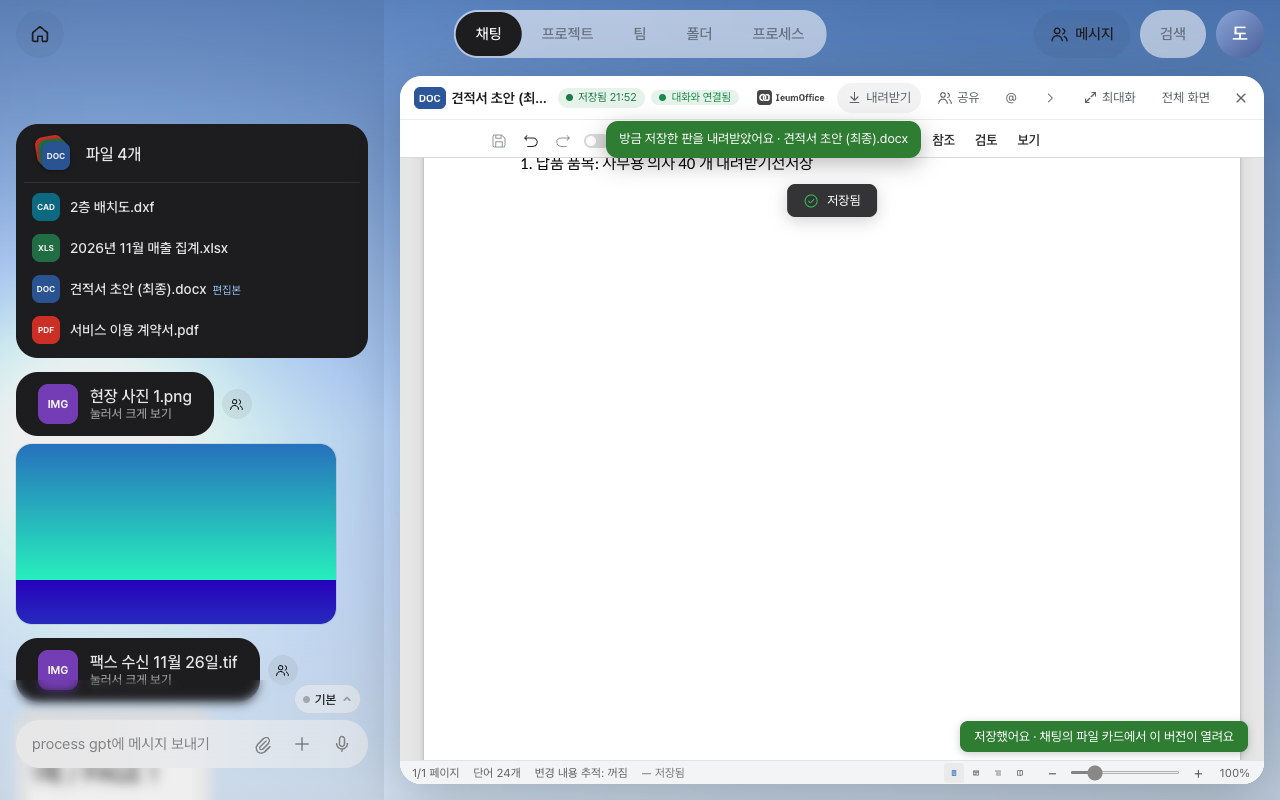 채팅
프로젝트
팀
폴더
프로세스
메시지
검색
도
DOC
파일 4개
CAD
2층 배치도.dxf
XLS
2026년 11월 매출 집계.xlsx
DOC
견적서 초안 (최종).docx 편집본
PDF
서비스 이용 계약서.pdf
IMG
현장 사진 1.png
눌러서 크게 보기
IMG
팩스 수신 11월 26일.tif
눌러서 크게 보기
기본
process gpt에 메시지 보내기
DOC
견적서 초안 (최...
저장됨 21:52
대화와 연결됨
IeumOffice
내려받기
공유
@
최대화
전체 화면
방금 저장한 판을 내려받았어요 · 견적서 초안 (최종).docx
참조
검토
보기
1. 납품 품목: 사무용 의자 40 개 내려받기전저장
저장됨
저장했어요 · 채팅의 파일 카드에서 이 버전이 열려요
1/1 페이지
단어 24개
변경 내용 추적: 꺼짐
— 저장됨
100%